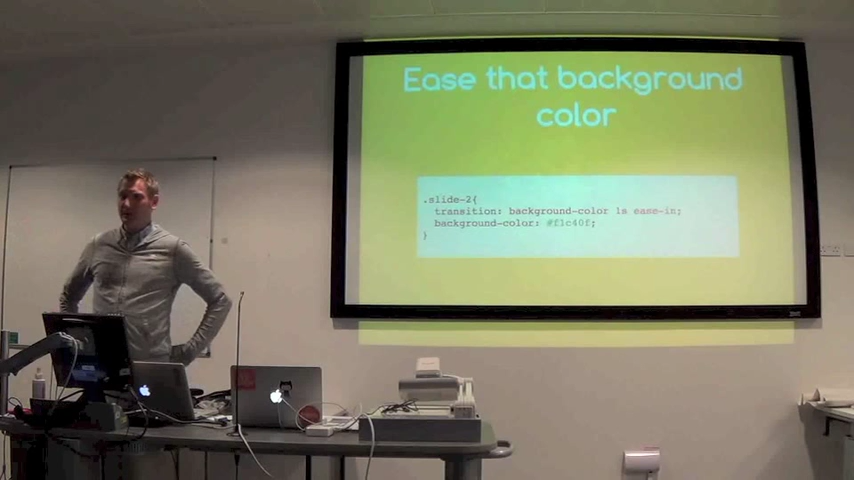 Ease that background
color
.slide-2{
transition: background-color 1s ease-in;
background-color: #f1c40f;
}